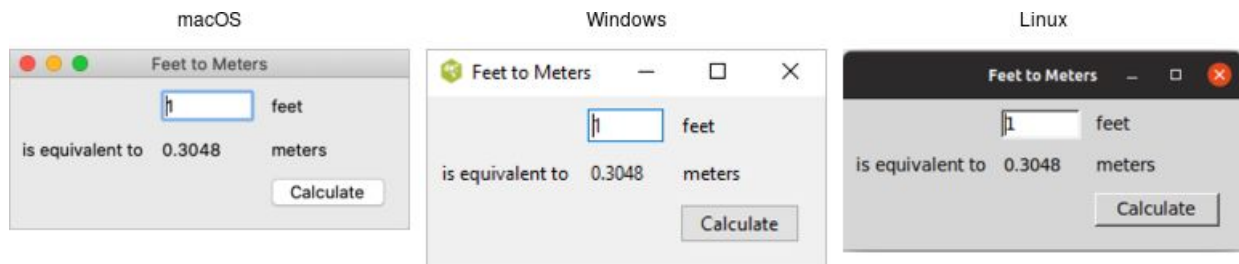 macOS
Windows
Linux
Feet to Meters
1 feet
is equivalent to 0.3048 meters
Calculate
Feet to Meters
1 feet
is equivalent to 0.3048 meters
Calculate
Feet to Meters
1 feet
is equivalent to 0.3048 meters
Calculate